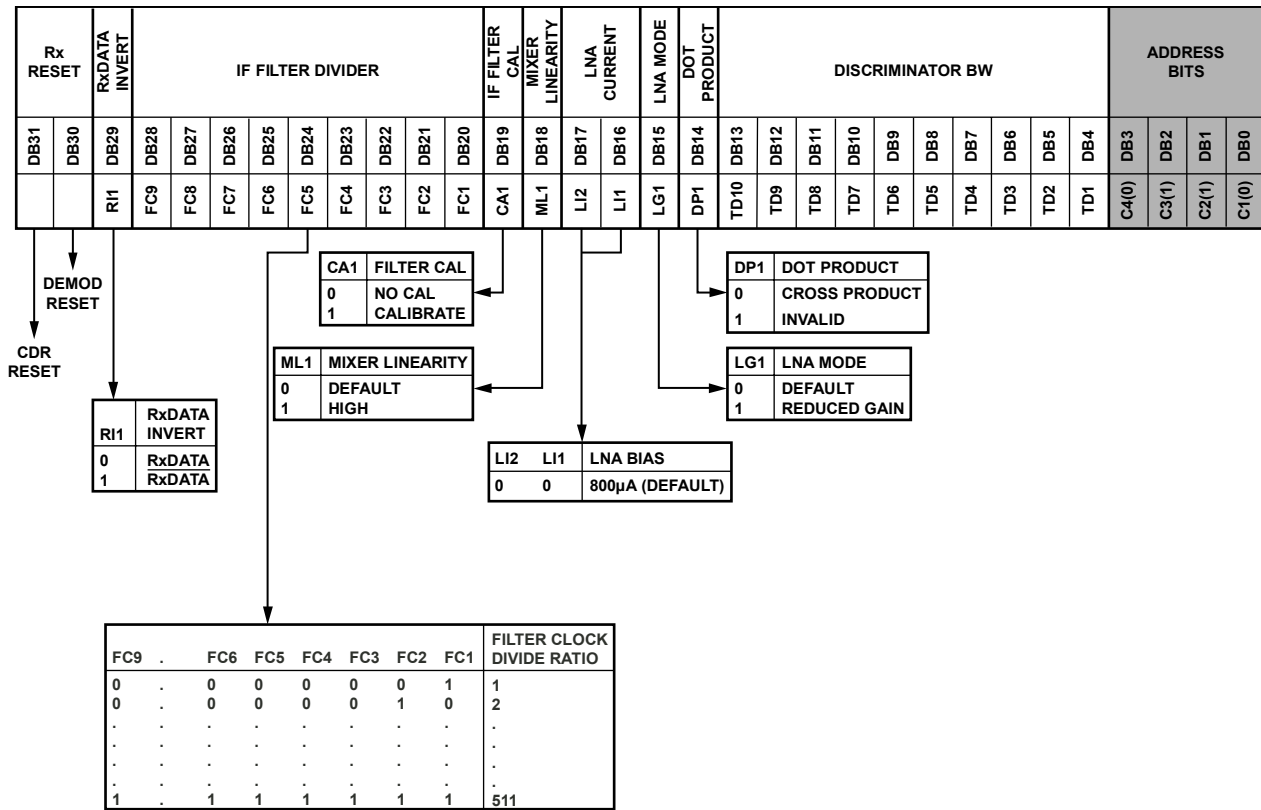 Rx RESET
RxDATA INVERT
IF FILTER DIVIDER
IF FILTER CAL
MIXER LINEARITY
LNA CURRENT
LNA MODE
DOT PRODUCT
DISCRIMINATOR BW
ADDRESS BITS
DB31 DB30 DB29 DB28 DB27 DB26 DB25 DB24 DB23 DB22 DB21 DB20 DB19 DB18 DB17 DB16 DB15 DB14 DB13 DB12 DB11 DB10 DB9 DB8 DB7 DB6 DB5 DB4 DB3 DB2 DB1 DB0
RI1 FC9 FC8 FC7 FC6 FC5 FC4 FC3 FC2 FC1 CA1 ML1 LI2 LI1 LG1 DP1 TD10 TD9 TD8 TD7 TD6 TD5 TD4 TD3 TD2 TD1 C4(0) C3(1) C2(1) C1(0)
DEMOD
RESET
CDR
RESET
CA1 FILTER CAL
0 NO CAL
1 CALIBRATE
DP1 DOT PRODUCT
0 CROSS PRODUCT
1 INVALID
ML1 MIXER LINEARITY
0 DEFAULT
1 HIGH
LG1 LNA MODE
0 DEFAULT
1 REDUCED GAIN
RxDATA
RI1 INVERT
0 RxDATA
1 RxDATA
LI2 LI1 LNA BIAS
0 0 800µA (DEFAULT)
FILTER CLOCK
FC9 . FC6 FC5 FC4 FC3 FC2 FC1 DIVIDE RATIO
0 . 0 0 0 0 0 1 1
0 . 0 0 0 0 1 0 2
. . . . . . . . .
. . . . . . . . .
. . . . . . . . .
. . . . . . . . .
1 . 1 1 1 1 1 1 511